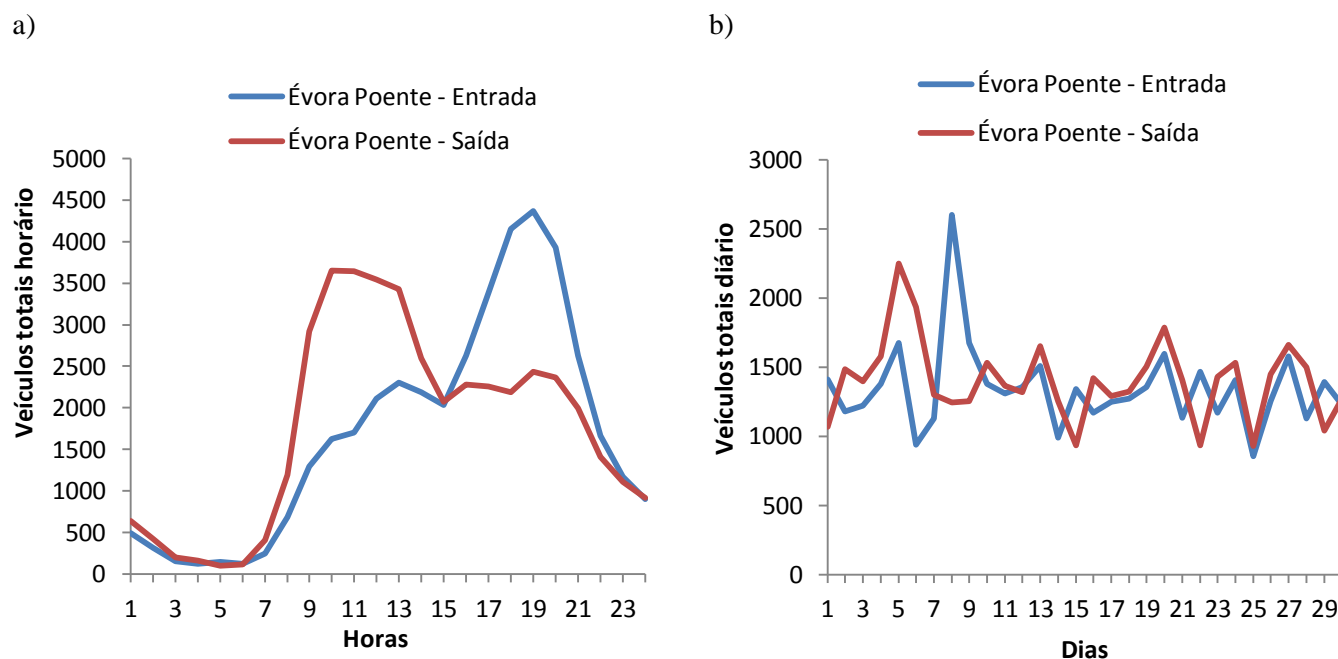 a)
Évora Poente - Entrada
Évora Poente - Saída
Veículos totais horário
5000
4500
4000
3500
3000
2500
2000
1500
1000
500
0
1 3 5 7 9 11 13 15 17 19 21 23
Horas
b)
Évora Poente - Entrada
Évora Poente - Saída
Veículos totais diário
3000
2500
2000
1500
1000
500
0
1 3 5 7 9 11 13 15 17 19 21 23 25 27 29
Dias